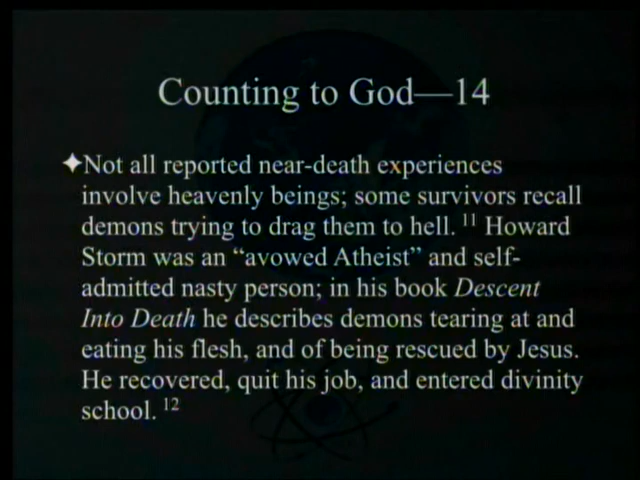 Counting to God—14
✦Not all reported near-death experiences
involve heavenly beings; some survivors recall
demons trying to drag them to hell. 11 Howard
Storm was an “avowed Atheist” and self-
admitted nasty person; in his book Descent
Into Death he describes demons tearing at and
eating his flesh, and of being rescued by Jesus.
He recovered, quit his job, and entered divinity
school. 12